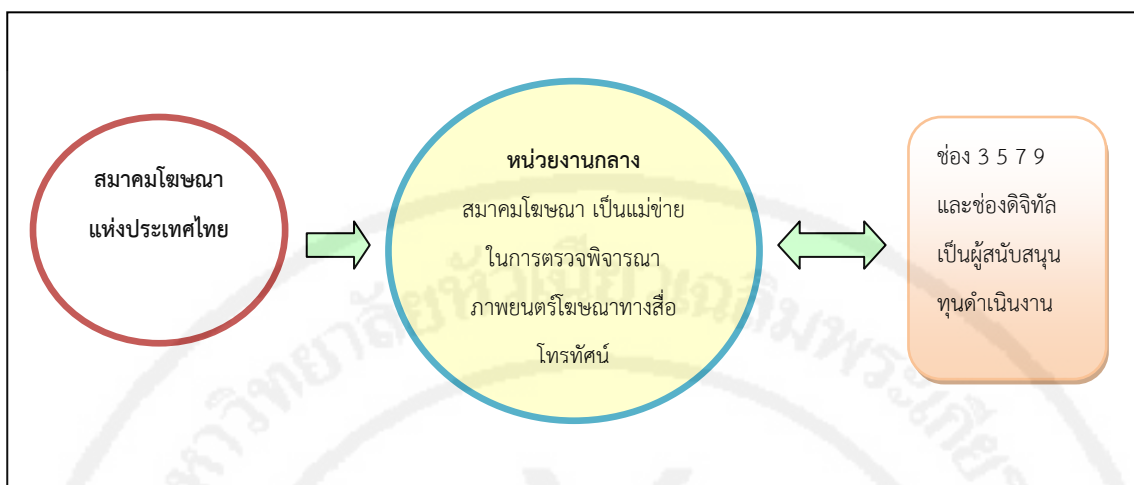 สมาคมโฆษณา
แห่งประเทศไทย
หน่วยงานกลาง
สมาคมโฆษณา เป็นแม่ข่าย
ในการตรวจพิจารณา
ภาพยนตร์โฆษณาทางสื่อ
โทรทัศน์
ช่อง 3 5 7 9
และช่องดิจิทัล
เป็นผู้สนับสนุน
ทุนดำเนินงาน